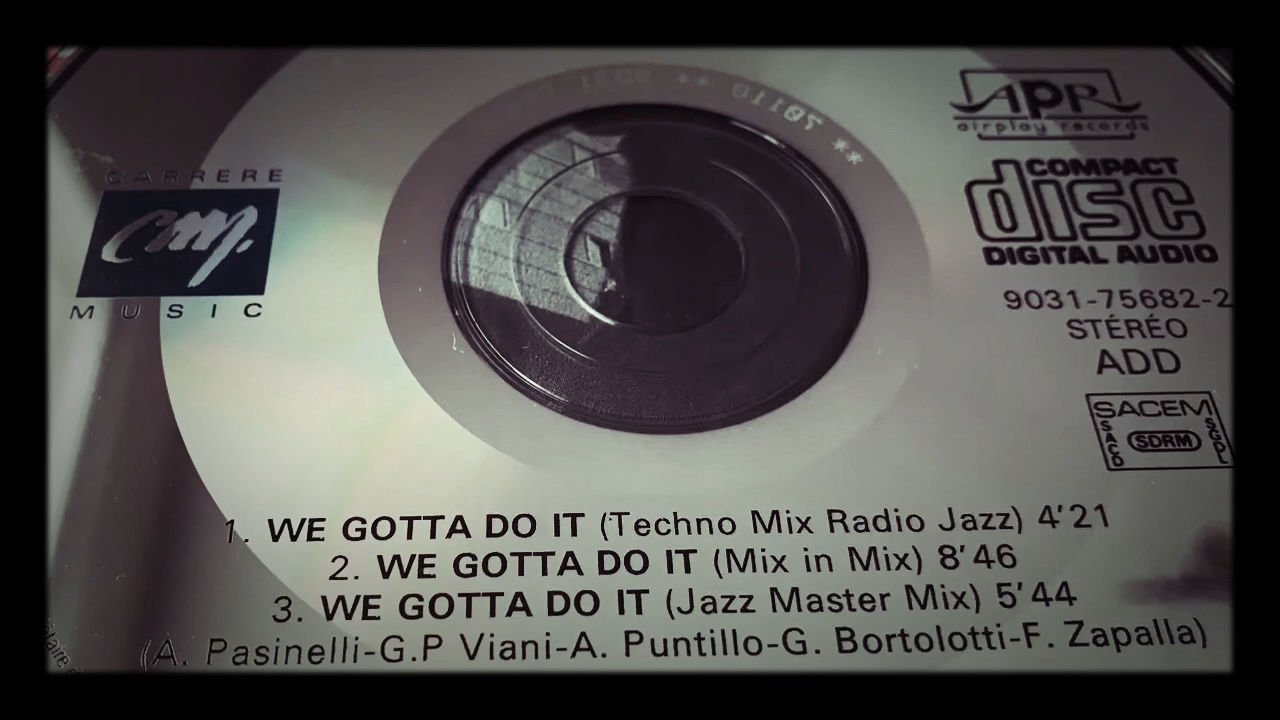 CARRERE
cm.
MUSIC
APR
airplay records
COMPACT
disc
DIGITAL AUDIO
9031-75682-2
STÉRÉO
ADD
SACEM
SACD
SDRM
SGDL
1. WE GOTTA DO IT (Techno Mix Radio Jazz) 4'21
2. WE GOTTA DO IT (Mix in Mix) 8'46
3. WE GOTTA DO IT (Jazz Master Mix) 5'44
(A. Pasinelli-G.P Viani-A. Puntillo-G. Bortolotti-F. Zapalla)